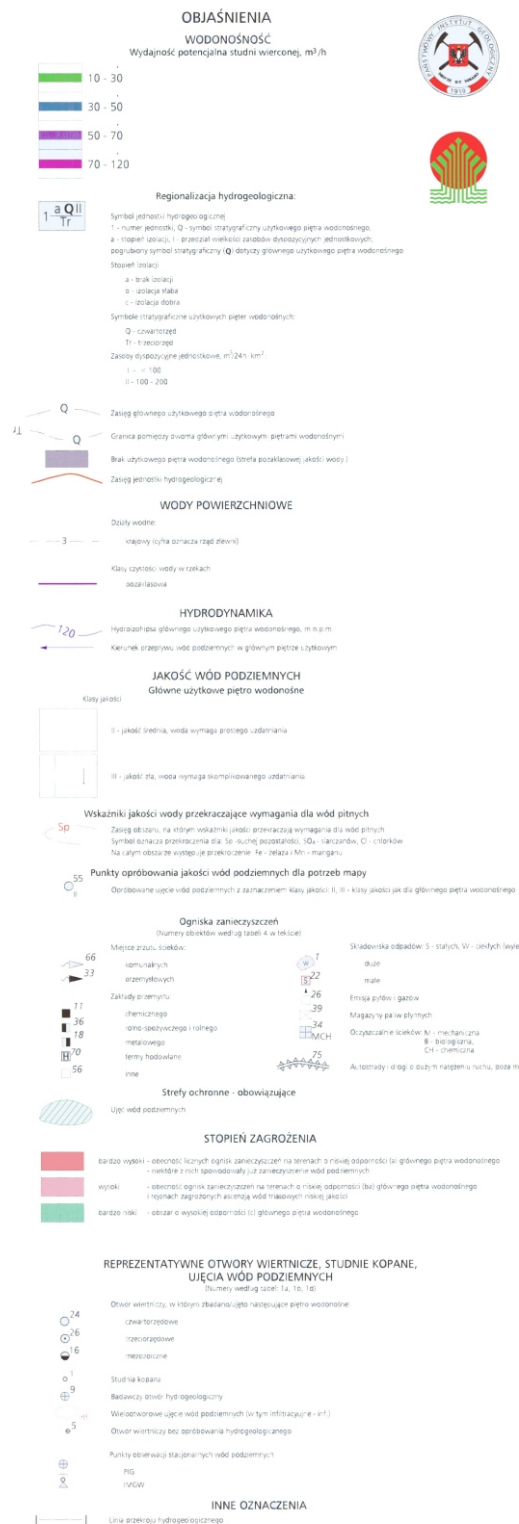 OBJAŚNIENIA
WODONOŚNOŚĆ
Wydajność potencjalna studni wierconej, m³/h
PAŃSTWOWY INSTYTUT GEOLOGICZNY
1919
10 - 30
30 - 50
50 - 70
70 - 120
Regionalizacja hydrogeologiczna:
1 a Q II
Tr
Symbol jednostki hydrogeologicznej
1 - numer jednostki, Q - symbol stratygraficzny użytkowego piętra wodonośnego,
a - stopień izolacji, I - przedział wielkości zasobów dyspozycyjnych jednostkowych;
pogrubiony symbol stratygraficzny (Q) dotyczy głównego użytkowego piętra wodonośnego
Stopień izolacji
a - brak izolacji
b - izolacja słaba
c - izolacja dobra
Symbole stratygraficzne użytkowych pięter wodonośnych:
Q - czwartorzęd
Tr - trzeciorzęd
Zasoby dyspozycyjne jednostkowe, m³/24h · km²:
I - < 100
II - 100 - 200
Q
Zasięg głównego użytkowego piętra wodonośnego
Tr
Q
Granica pomiędzy dwoma głównymi użytkowymi piętrami wodonośnymi
Brak użytkowego piętra wodonośnego (strefa pozaklasowej jakości wody)
Zasięg jednostki hydrogeologicznej
WODY POWIERZCHNIOWE
Działy wodne:
3
krajowy (cyfra oznacza rząd zlewni)
Klasy czystości wody w rzekach
pozaklasowa
HYDRODYNAMIKA
120
Hydroizohipsa głównego użytkowego piętra wodonośnego, m n.p.m.
Kierunek przepływu wód podziemnych w głównym piętrze użytkowym
JAKOŚĆ WÓD PODZIEMNYCH
Główne użytkowe piętro wodonośne
Klasy jakości
II - jakość średnia, woda wymaga prostego uzdatniania
III - jakość zła, woda wymaga skomplikowanego uzdatniania
Wskaźniki jakości wody przekraczające wymagania dla wód pitnych
Sp
Zasięg obszaru, na którym wskaźniki jakości przekraczają wymagania dla wód pitnych
Symbol oznacza przekroczenia dla: Sp - suchej pozostałości, SO₄ - siarczanów, Cl - chlorków
Na całym obszarze występuje przekroczenie: Fe - żelaza i Mn - manganu
Punkty opróbowania jakości wód podziemnych dla potrzeb mapy
55
II
Opróbowane ujęcie wód podziemnych z zaznaczeniem klasy jakości: II, III - klasy jakości jak dla głównego piętra wodonośnego
Ogniska zanieczyszczeń
(Numery obiektów według tabeli 4 w tekście)
Miejsce zrzutu ścieków:
66
komunalnych
33
przemysłowych
Zakłady przemysłu:
11
chemicznego
36
rolno-spożywczego i rolnego
18
metalowego
H
70
fermy hodowlane
56
inne
Składowiska odpadów: S - stałych, W - ciekłych (wyle
W
1
duże
S
22
małe
26
Emisja pyłów i gazów
39
Magazyny paliw płynnych
34
MCH
Oczyszczalnie ścieków: M - mechaniczna
B - biologiczna,
CH - chemiczna
75
Autostrady i drogi o dużym natężeniu ruchu, poza m
Strefy ochronne - obowiązujące
Ujęć wód podziemnych
STOPIEŃ ZAGROŻENIA
bardzo wysoki - obecność licznych ognisk zanieczyszczeń na terenach o niskiej odporności (a) głównego piętra wodonośnego
- niektóre z nich spowodowały już zanieczyszczenie wód podziemnych
wysoki - obecność ognisk zanieczyszczeń na terenach o niskiej odporności (ba) głównego piętra wodonośnego
i rejonach zagrożonych ascenzją wód triasowych niskiej jakości
bardzo niski - obszar o wysokiej odporności (c) głównego piętra wodonośnego
REPREZENTATYWNE OTWORY WIERTNICZE, STUDNIE KOPANE,
UJĘCIA WÓD PODZIEMNYCH
(Numery według tabel: 1a, 1b, 1d)
Otwór wiertniczy, w którym zbadano/ujęto następujące piętro wodonośne:
24
czwartorzędowe
26
trzeciorzędowe
16
mezozoiczne
1
Studnia kopana
9
Badawczy otwór hydrogeologiczny
Wielootworowe ujęcie wód podziemnych (w tym infiltracyjne - inf.)
5
Otwór wiertniczy bez opróbowania hydrogeologicznego
Punkty obserwacji stacjonarnych wód podziemnych
PIG
IMGW
INNE OZNACZENIA
Linia przekroju hydrogeologicznego